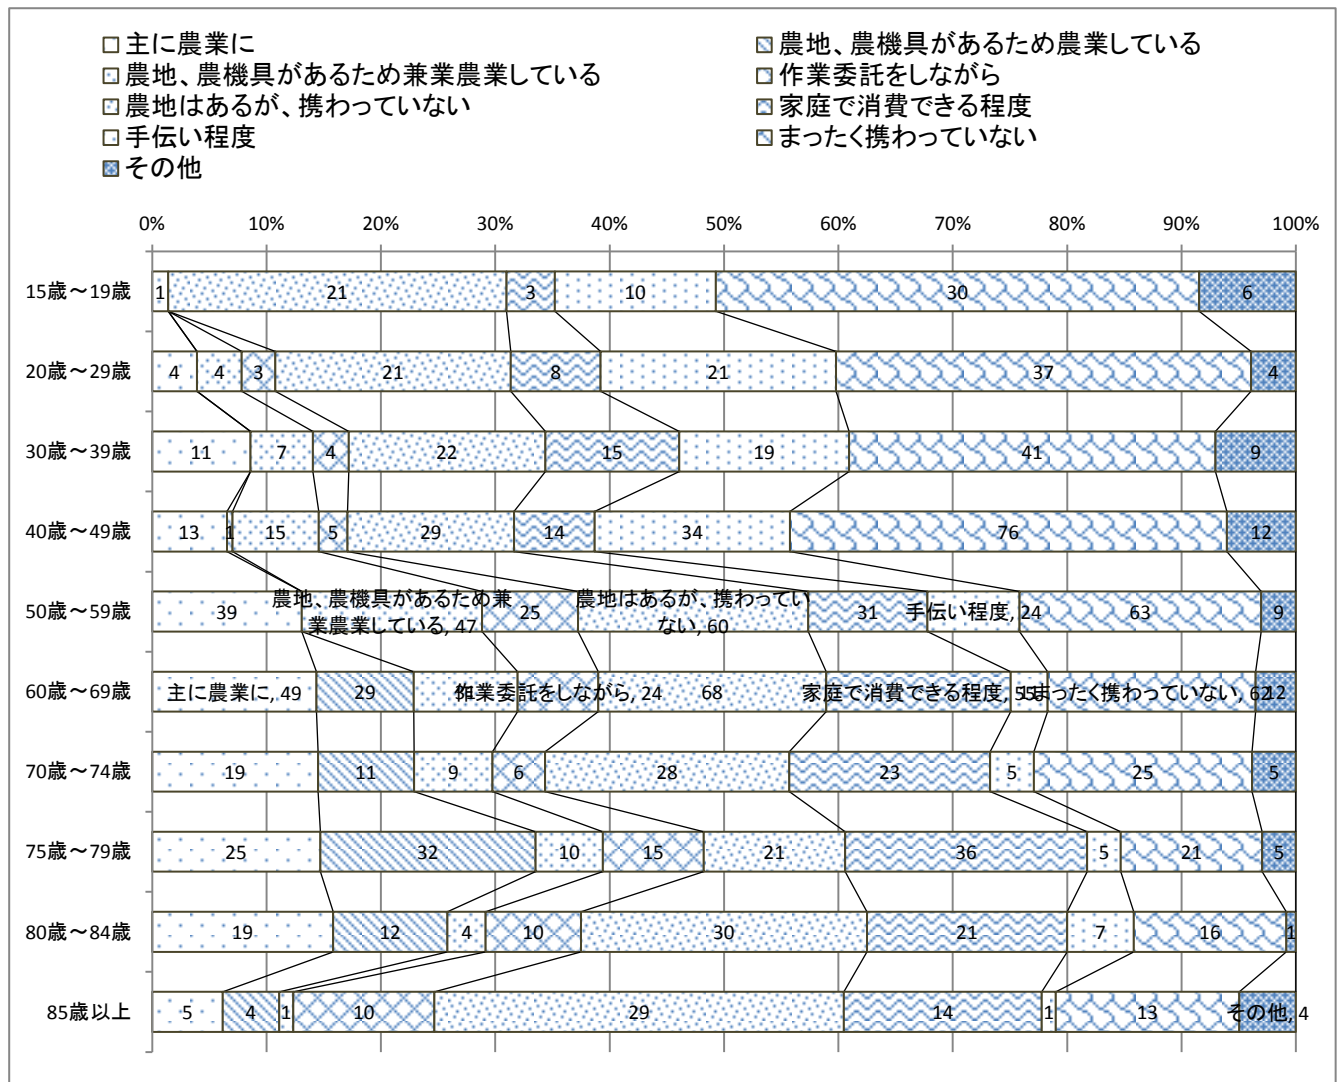 主に農業に 農地、農機具があるため農業している
農地、農機具があるため兼業農業している 作業委託をしながら
農地はあるが、携わっていない 家庭で消費できる程度
手伝い程度 まったく携わっていない
その他
0% 10% 20% 30% 40% 50% 60% 70% 80% 90% 100%
15歳～19歳 1 21 3 10 30 6
20歳～29歳 4 4 3 21 8 21 37 4
30歳～39歳 11 7 4 22 15 19 41 9
40歳～49歳 13 1 15 5 29 14 34 76 12
50歳～59歳 39 農地、農機具があるため兼業農業している, 47 25 農地はあるが、携わっていない, 60 31 手伝い程度, 24 63 9
60歳～69歳 主に農業に, 49 29 作業委託をしながら, 24 68 家庭で消費できる程度, 55 11 まったく携わっていない, 62 12
70歳～74歳 19 11 9 6 28 23 5 25 5
75歳～79歳 25 32 10 15 21 36 5 21 5
80歳～84歳 19 12 4 10 30 21 7 16 1
85歳以上 5 4 1 10 29 14 1 13 その他, 4